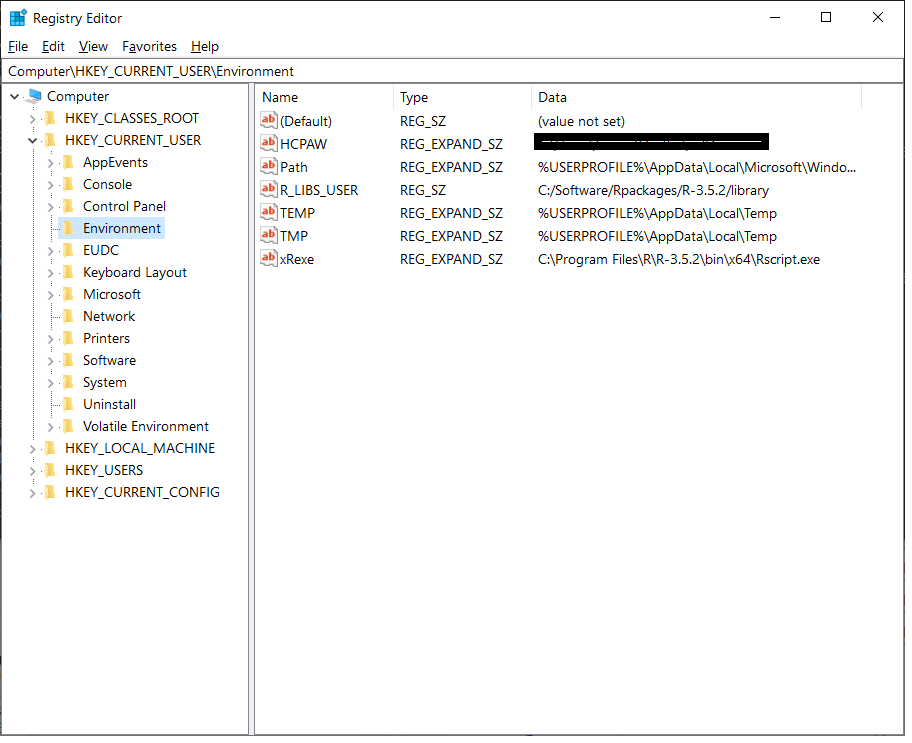 Registry Editor
File Edit View Favorites Help
Computer\HKEY_CURRENT_USER\Environment
Computer
HKEY_CLASSES_ROOT
HKEY_CURRENT_USER
AppEvents
Console
Control Panel
Environment
EUDC
Keyboard Layout
Microsoft
Network
Printers
Software
System
Uninstall
Volatile Environment
HKEY_LOCAL_MACHINE
HKEY_USERS
HKEY_CURRENT_CONFIG
Name Type Data
(Default) REG_SZ (value not set)
HCPAW REG_EXPAND_SZ
Path REG_EXPAND_SZ %USERPROFILE%\AppData\Local\Microsoft\Windo...
R_LIBS_USER REG_SZ C:/Software/Rpackages/R-3.5.2/library
TEMP REG_EXPAND_SZ %USERPROFILE%\AppData\Local\Temp
TMP REG_EXPAND_SZ %USERPROFILE%\AppData\Local\Temp
xRexe REG_EXPAND_SZ C:\Program Files\R\R-3.5.2\bin\x64\Rscript.exe